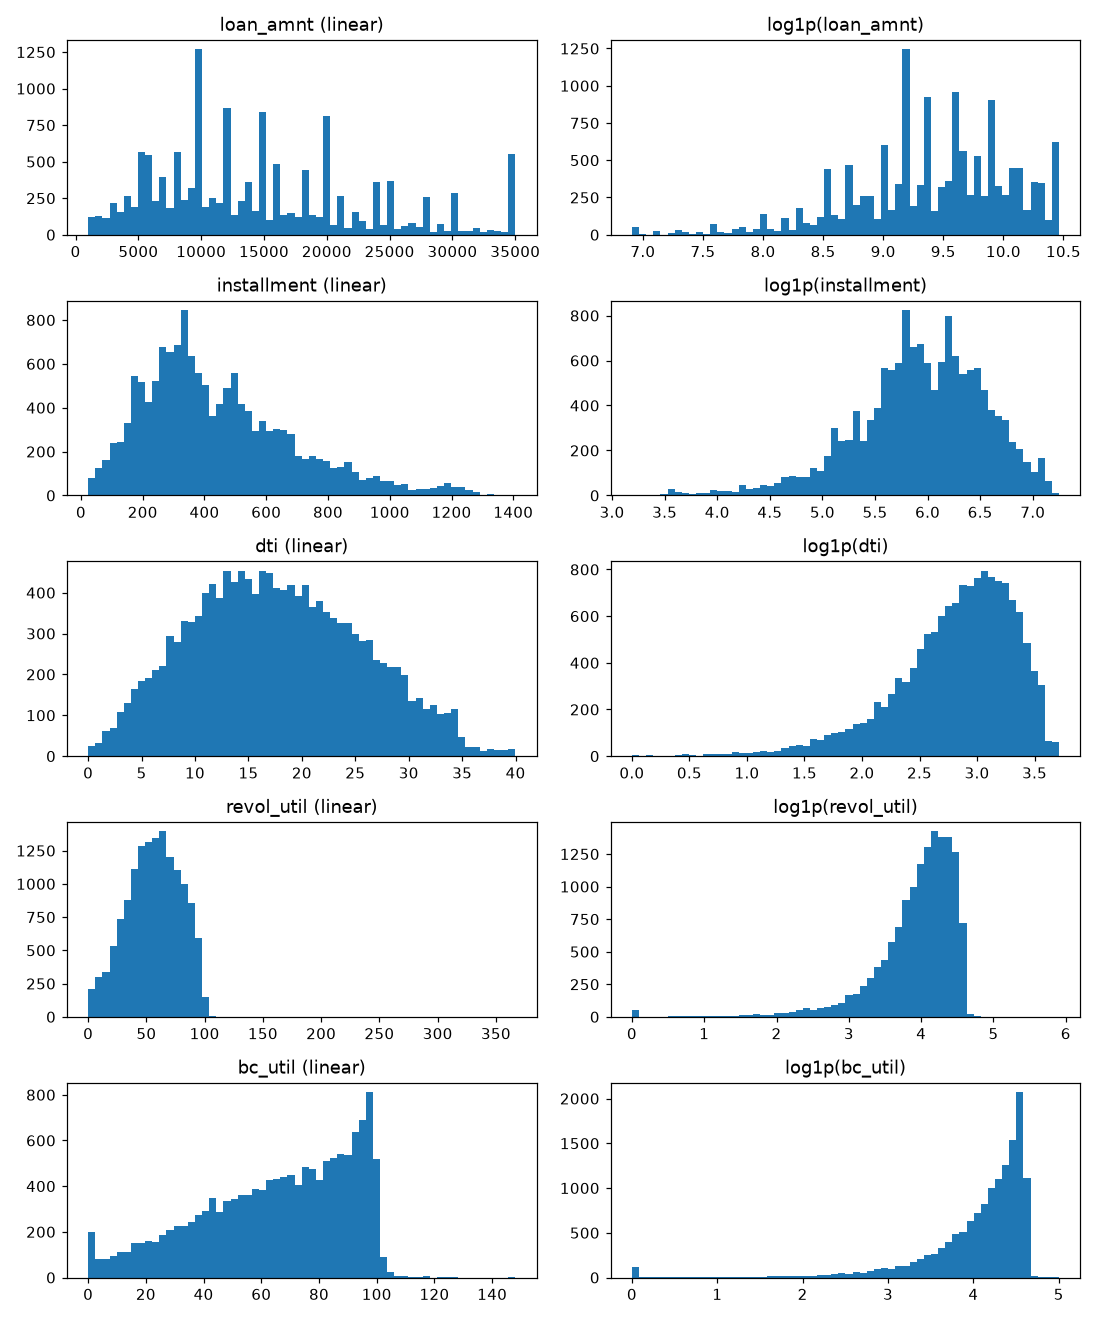 loan_amnt (linear)
1250
1000
750
500
250
0
0 5000 10000 15000 20000 25000 30000 35000
log1p(loan_amnt)
1250
1000
750
500
250
0
7.0 7.5 8.0 8.5 9.0 9.5 10.0 10.5
installment (linear)
800
600
400
200
0
0 200 400 600 800 1000 1200 1400
log1p(installment)
800
600
400
200
0
3.0 3.5 4.0 4.5 5.0 5.5 6.0 6.5 7.0
dti (linear)
400
300
200
100
0
0 5 10 15 20 25 30 35 40
log1p(dti)
800
600
400
200
0
0.0 0.5 1.0 1.5 2.0 2.5 3.0 3.5
revol_util (linear)
1250
1000
750
500
250
0
0 50 100 150 200 250 300 350
log1p(revol_util)
1250
1000
750
500
250
0
0 1 2 3 4 5 6
bc_util (linear)
800
600
400
200
0
0 20 40 60 80 100 120 140
log1p(bc_util)
2000
1500
1000
500
0
0 1 2 3 4 5